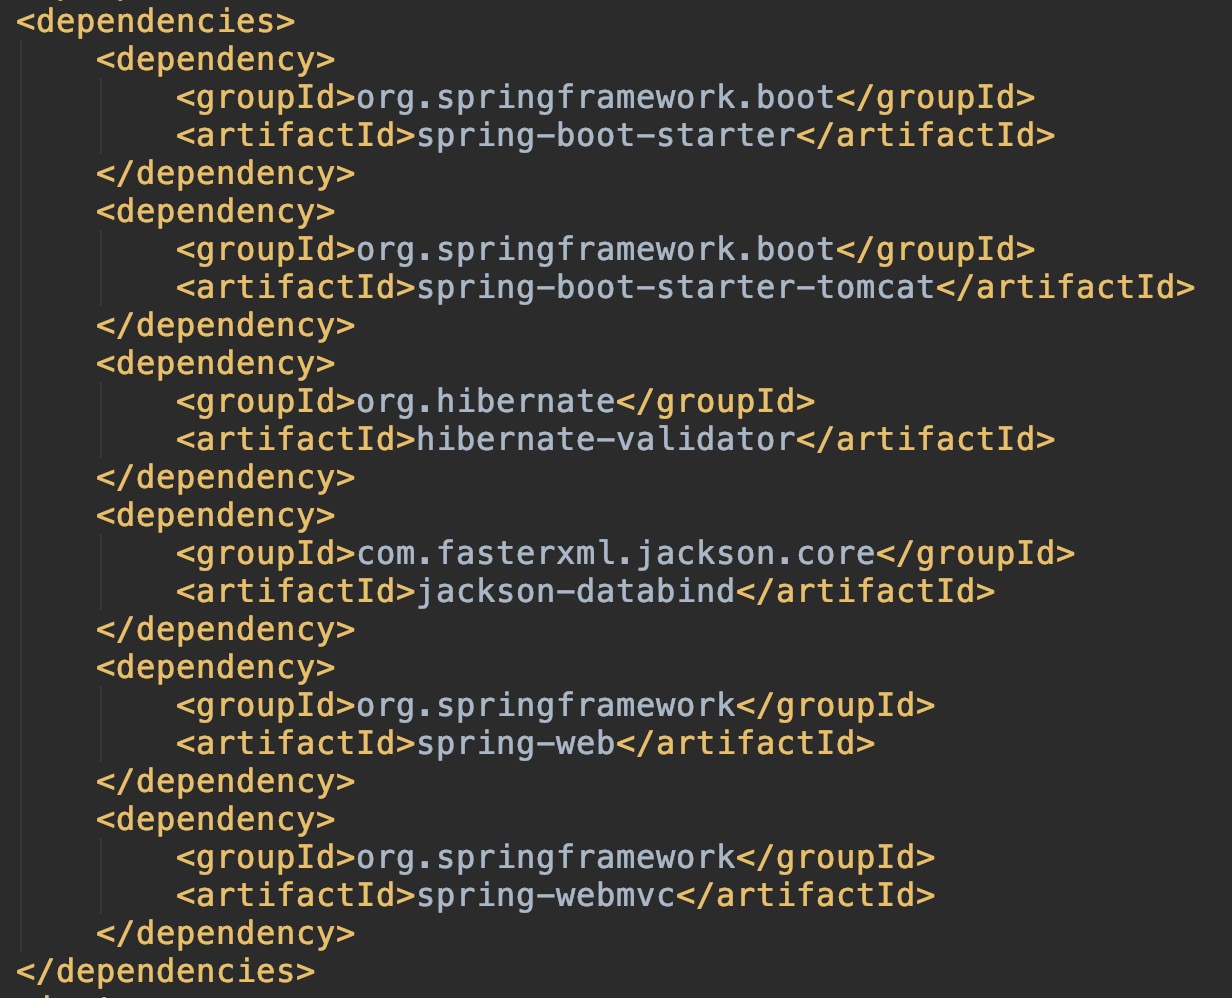 <dependencies>
<dependency>
<groupId>org.springframework.boot</groupId>
<artifactId>spring-boot-starter</artifactId>
</dependency>
<dependency>
<groupId>org.springframework.boot</groupId>
<artifactId>spring-boot-starter-tomcat</artifactId>
</dependency>
<dependency>
<groupId>org.hibernate</groupId>
<artifactId>hibernate-validator</artifactId>
</dependency>
<dependency>
<groupId>com.fasterxml.jackson.core</groupId>
<artifactId>jackson-databind</artifactId>
</dependency>
<dependency>
<groupId>org.springframework</groupId>
<artifactId>spring-web</artifactId>
</dependency>
<dependency>
<groupId>org.springframework</groupId>
<artifactId>spring-webmvc</artifactId>
</dependency>
</dependencies>